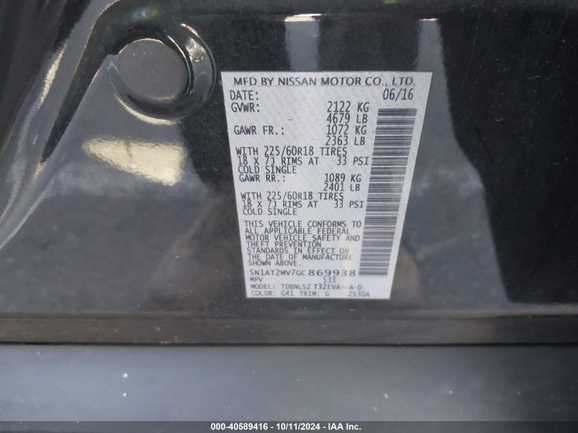 MFD BY NISSAN MOTOR CO., LTD.
DATE: 06/16
GVWR: 2122 KG
4679 LB
GAWR FR.: 1072 KG
2363 LB
WITH 225/60R18 TIRES
18 X 7J RIMS AT 33 PSI
COLD SINGLE
GAWR RR.: 1089 KG
2401 LB
WITH 225/60R18 TIRES
18 X 7J RIMS AT 33 PSI
COLD SINGLE
THIS VEHICLE CONFORMS TO
ALL APPLICABLE FEDERAL
MOTOR VEHICLE SAFETY AND
THEFT PREVENTION
STANDARDS IN EFFECT ON
THE DATE OF MANUFACTURE
SHOWN ABOVE.
5N1AT2MV7GC869938
MPV
MODEL: TDBNLSZ T32EVA--A-D-
COLOR: G41 TRIM: G
000-40589416 - 10/11/2024 - IAA Inc.